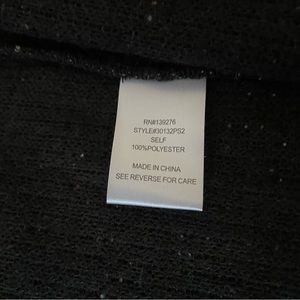 RN#139276
STYLE#30132PS2
SELF
100%POLYESTER
MADE IN CHINA
SEE REVERSE FOR CARE